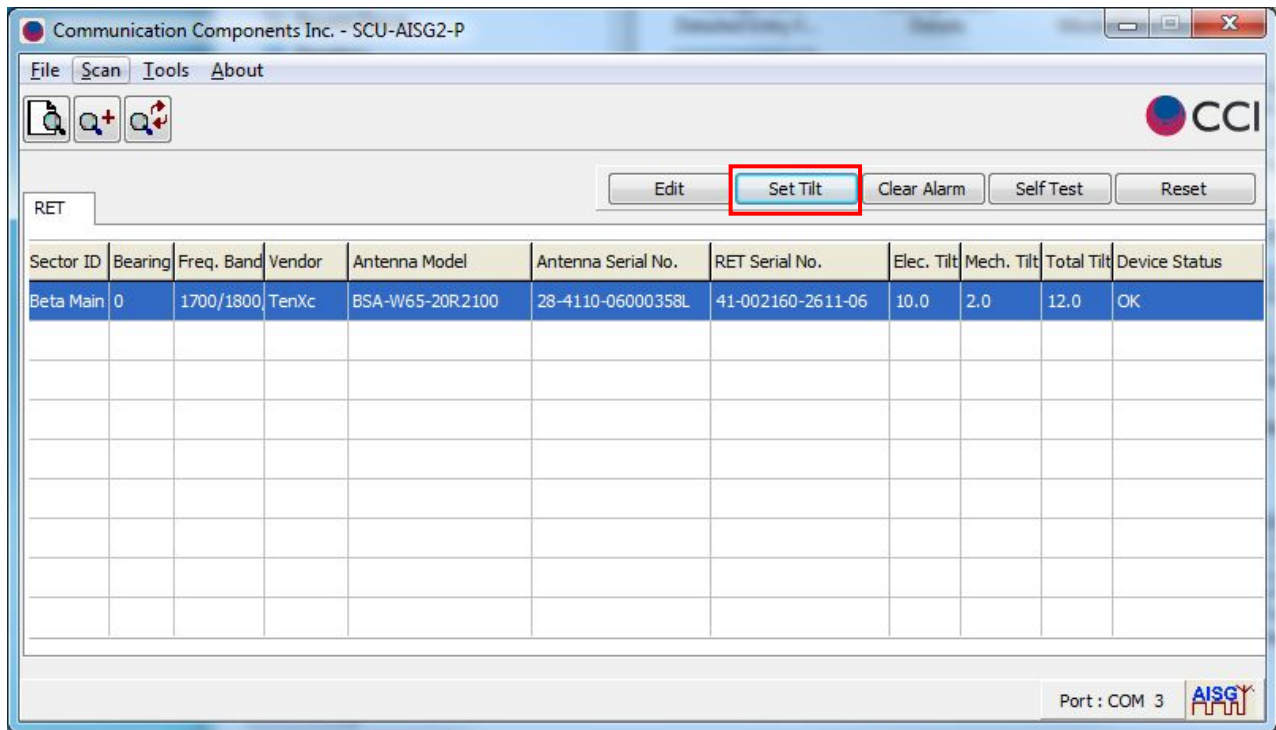 Communication Components Inc. - SCU-AISG2-P
File Scan Tools About
CCI
Edit Set Tilt Clear Alarm Self Test Reset
RET
Sector ID Bearing Freq. Band Vendor Antenna Model Antenna Serial No. RET Serial No. Elec. Tilt Mech. Tilt Total Tilt Device Status
Beta Main 0 1700/1800, TenXc BSA-W65-20R2100 28-4110-06000358L 41-002160-2611-06 10.0 2.0 12.0 OK
Port : COM 3 AISG